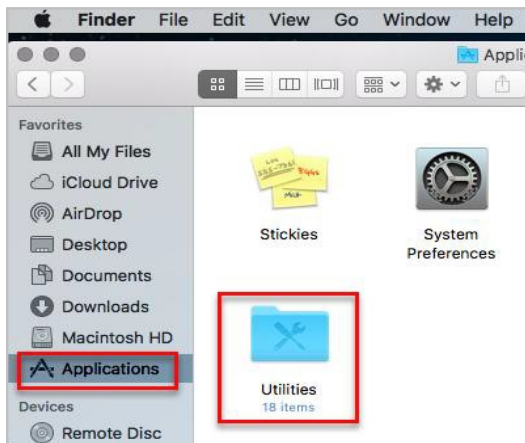 Finder File Edit View Go Window Help
Appli
Favorites
All My Files
iCloud Drive
AirDrop
Desktop
Documents
Downloads
Macintosh HD
Applications
Devices
Remote Disc
Stickies
System
Preferences
Utilities
18 items